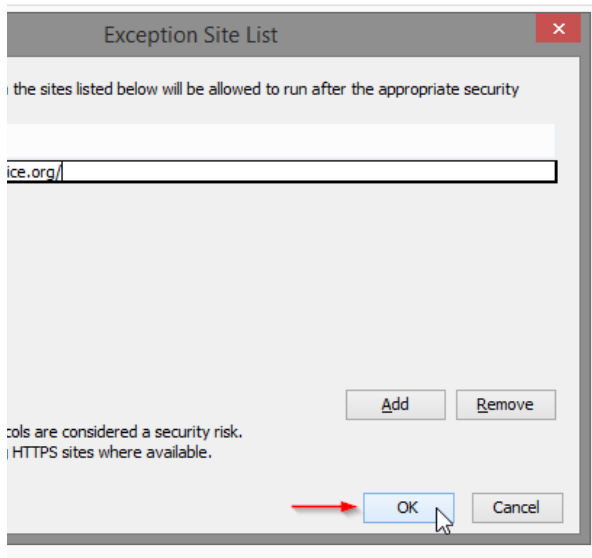 Exception Site List
the sites listed below will be allowed to run after the appropriate security
ice.org/
Add Remove
cols are considered a security risk.
HTTPS sites where available.
OK Cancel